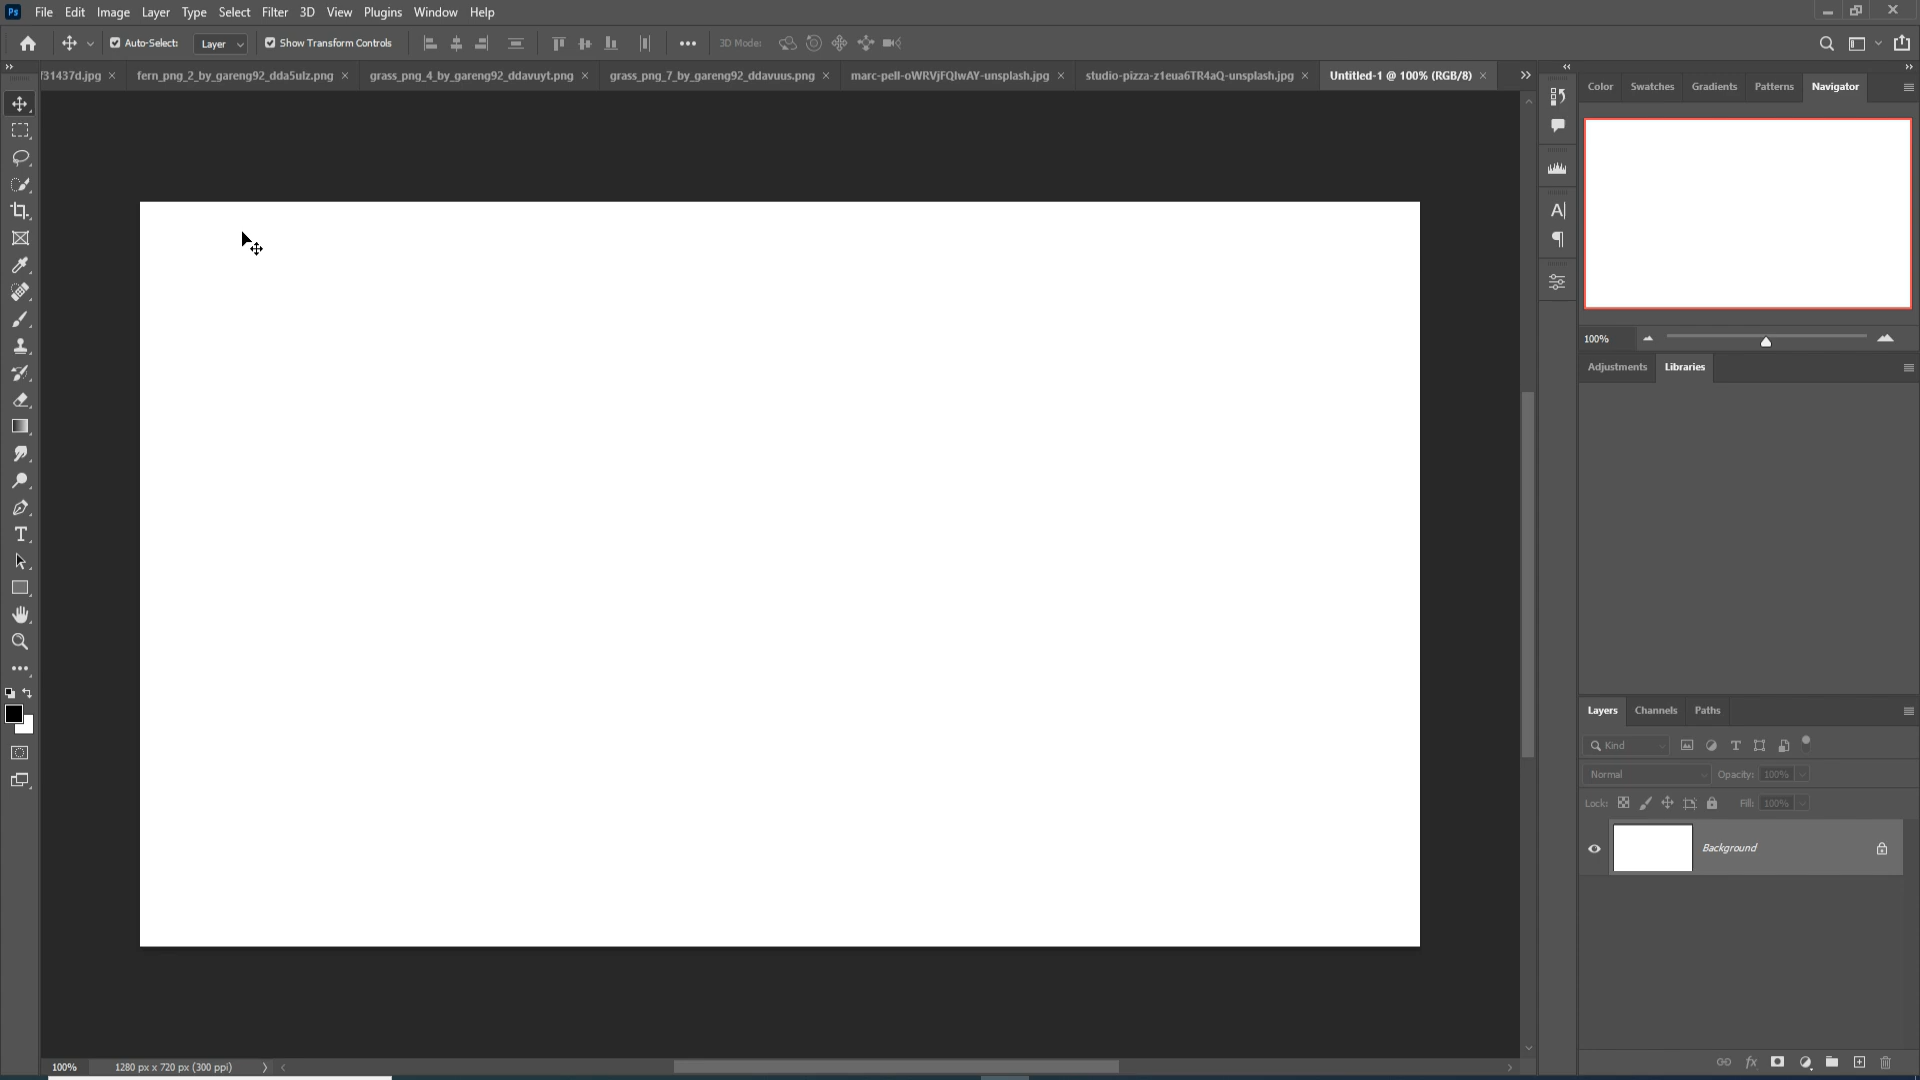 Ps File Edit Image Layer Type Select Filter 3D View Plugins Window Help
Auto-Select: Layer Show Transform Controls 3D Mode:
f31437d.jpg fern_png_2_by_gareng92_dda5ulz.png grass_png_4_by_gareng92_ddavuyt.png grass_png_7_by_gareng92_ddavuus.png marc-pell-oWRVjFQlwAY-unsplash.jpg studio-pizza-z1eua6TR4aQ-unsplash.jpg Untitled-1 @ 100% (RGB/8)
Color Swatches Gradients Patterns Navigator
100%
Adjustments Libraries
Layers Channels Paths
Kind
Normal Opacity: 100%
Lock: Fill: 100%
Background
100% 1280 px x 720 px (300 ppi)